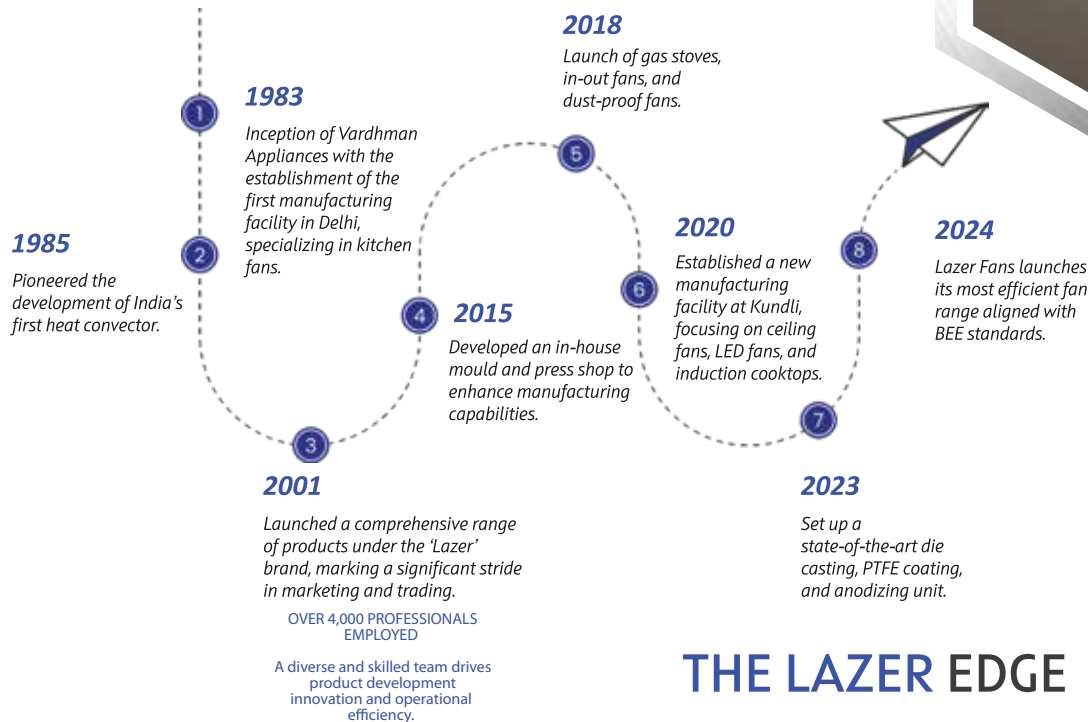 1
1983
Inception of Vardhman
Appliances with the
establishment of the
first manufacturing
facility in Delhi,
specializing in kitchen
fans.
2
1985
Pioneered the
development of India's
first heat convector.
3
2001
Launched a comprehensive range
of products under the ‘Lazer’
brand, marking a significant stride
in marketing and trading.
4
2015
Developed an in-house
mould and press shop to
enhance manufacturing
capabilities.
5
2018
Launch of gas stoves,
in-out fans, and
dust-proof fans.
6
2020
Established a new
manufacturing
facility at Kundli,
focusing on ceiling
fans, LED fans, and
induction cooktops.
7
2023
Set up a
state-of-the-art die
casting, PTFE coating,
and anodizing unit.
8
2024
Lazer Fans launches
its most efficient fan
range aligned with
BEE standards.
OVER 4,000 PROFESSIONALS
EMPLOYED
A diverse and skilled team drives
product development
innovation and operational
efficiency.
THE LAZER EDGE